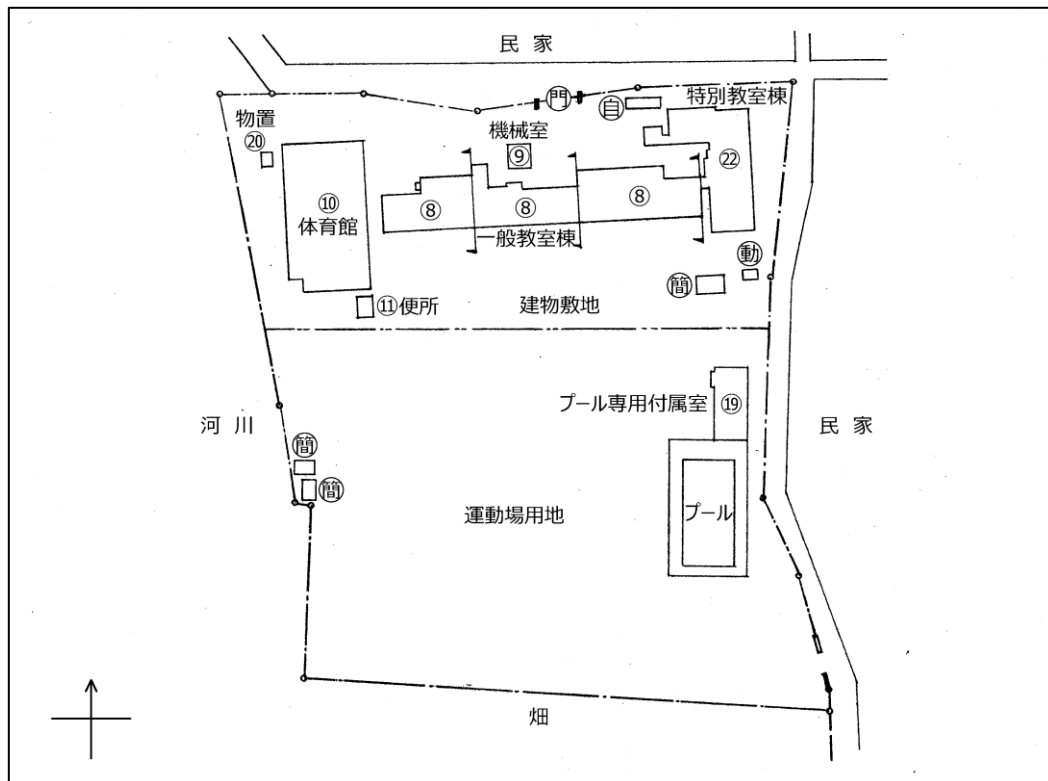 民家
門
自
特別教室棟
物置
⑳
機械室
⑨
㉒
⑩
体育館
⑧
⑧
⑧
一般教室棟
動
簡
⑪便所
建物敷地
プール専用付属室
⑲
河川
民家
簡
簡
運動場用地
プール
畑